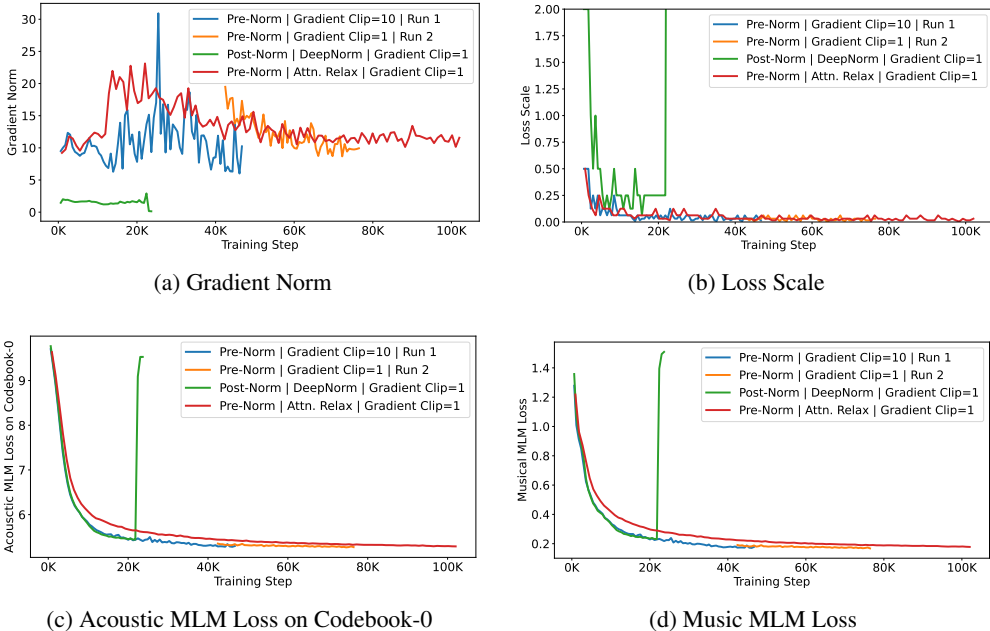 30
25
20
15
10
5
0
Gradient Norm
Pre-Norm | Gradient Clip=10 | Run 1
Pre-Norm | Gradient Clip=1 | Run 2
Post-Norm | DeepNorm | Gradient Clip=1
Pre-Norm | Attn. Relax | Gradient Clip=1
0K 20K 40K 60K 80K 100K
Training Step
(a) Gradient Norm
2.00
1.75
1.50
1.25
1.00
0.75
0.50
0.25
0.00
Loss Scale
Pre-Norm | Gradient Clip=10 | Run 1
Pre-Norm | Gradient Clip=1 | Run 2
Post-Norm | DeepNorm | Gradient Clip=1
Pre-Norm | Attn. Relax | Gradient Clip=1
0K 20K 40K 60K 80K 100K
Training Step
(b) Loss Scale
9
8
7
6
Acousctic MLM Loss on Codebook-0
Pre-Norm | Gradient Clip=10 | Run 1
Pre-Norm | Gradient Clip=1 | Run 2
Post-Norm | DeepNorm | Gradient Clip=1
Pre-Norm | Attn. Relax | Gradient Clip=1
0K 20K 40K 60K 80K 100K
Training Step
(c) Acoustic MLM Loss on Codebook-0
1.4
1.2
1.0
0.8
0.6
0.4
0.2
Musical MLM Loss
Pre-Norm | Gradient Clip=10 | Run 1
Pre-Norm | Gradient Clip=1 | Run 2
Post-Norm | DeepNorm | Gradient Clip=1
Pre-Norm | Attn. Relax | Gradient Clip=1
0K 20K 40K 60K 80K 100K
Training Step
(d) Music MLM Loss